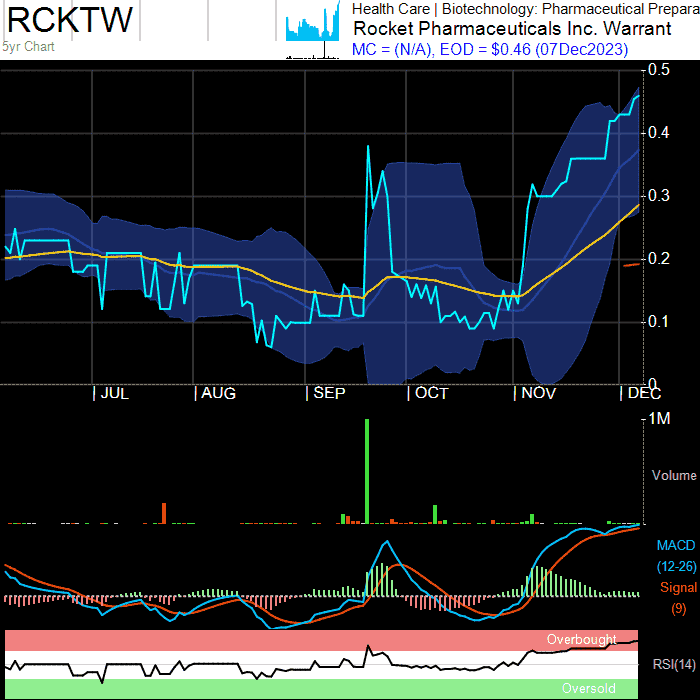 RCKTW
Health Care | Biotechnology: Pharmaceutical Prepara
Rocket Pharmaceuticals Inc. Warrant
5yr Chart
MC = (N/A), EOD = $0.46 (07Dec2023)
0.5
0.4
0.3
0.2
0.1
0
| JUL | AUG | SEP | OCT | NOV | DEC
1M
Volume
MACD
(12-26)
Signal
(9)
Overbought
RSI(14)
Oversold